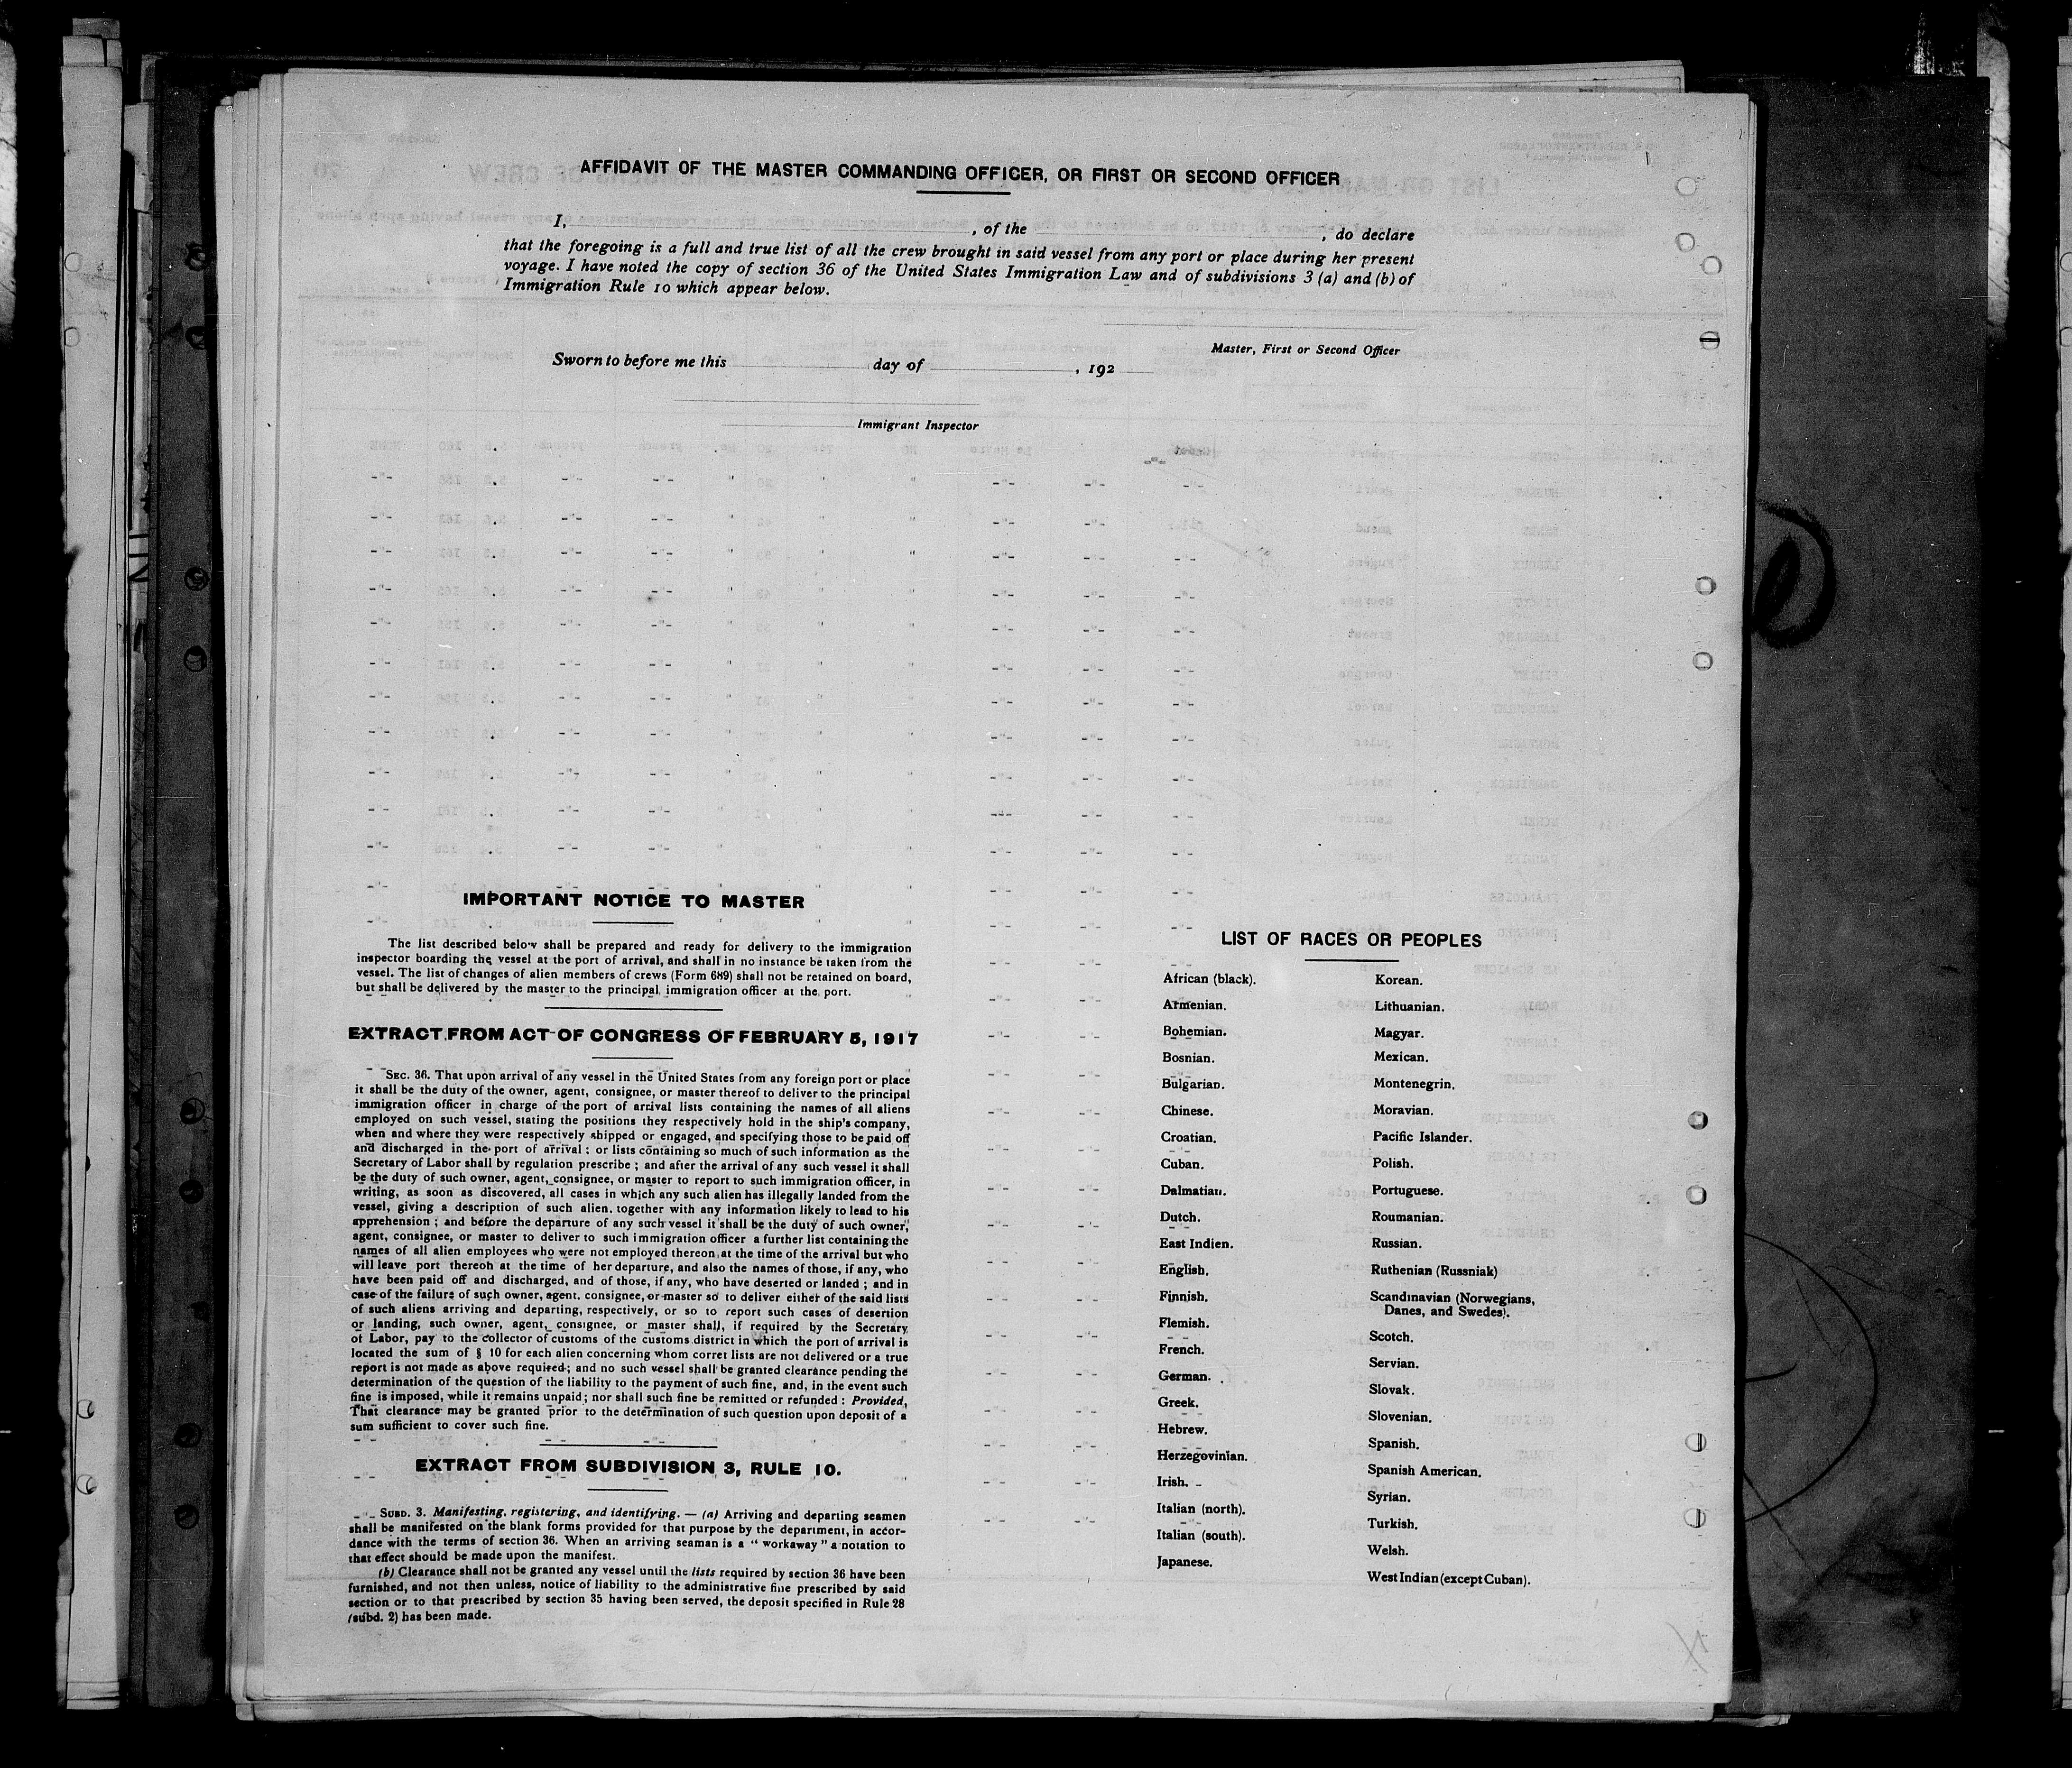 AFFIDAVIT OF THE MASTER COMMANDING OFFICER, OR FIRST OR SECOND OFFICER
I, , of the , do declare
that the foregoing is a full and true list of all the crew brought in said vessel from any port or place during her present
voyage. I have noted the copy of section 36 of the United States Immigration Law and of subdivisions 3 (a) and (b) of
Immigration Rule 10 which appear below.
Master, First or Second Officer
Sworn to before me this day of , 192
Immigrant Inspector
IMPORTANT NOTICE TO MASTER
The list described below shall be prepared and ready for delivery to the immigration
inspector boarding the vessel at the port of arrival, and shall in no instance be taken from the
vessel. The list of changes of alien members of crews (Form 689) shall not be retained on board,
but shall be delivered by the master to the principal immigration officer at the port.
EXTRACT FROM ACT OF CONGRESS OF FEBRUARY 5, 1917
SEC. 36. That upon arrival of any vessel in the United States from any foreign port or place
it shall be the duty of the owner, agent, consignee, or master thereof to deliver to the principal
immigration officer in charge of the port of arrival lists containing the names of all aliens
employed on such vessel, stating the positions they respectively hold in the ship's company,
when and where they were respectively shipped or engaged, and specifying those to be paid off
and discharged in the port of arrival ; or lists containing so much of such information as the
Secretary of Labor shall by regulation prescribe ; and after the arrival of any such vessel it shall
be the duty of such owner, agent, consignee, or master to report to such immigration officer, in
writing, as soon as discovered, all cases in which any such alien has illegally landed from the
vessel, giving a description of such alien. together with any information likely to lead to his
apprehension ; and before the departure of any such vessel it shall be the duty of such owner,
agent, consignee, or master to deliver to such immigration officer a further list containing the
names of all alien employees who were not employed thereon at the time of the arrival but who
will leave port thereoh at the time of her departure, and also the names of those, if any, who
have been paid off and discharged, and of those, if any, who have deserted or landed ; and in
case of the failure of such owner, agent. consignee, or master so to deliver either of the said lists
of such aliens arriving and departing, respectively, or so to report such cases of desertion
or landing, such owner, agent, consignee, or master shall, if required by the Secretary
of Labor, pay to the collector of customs of the customs district in which the port of arrival is
located the sum of § 10 for each alien concerning whom corret lists are not delivered or a true
report is not made as above required ; and no such vessel shall be granted clearance pending the
determination of the question of the liability to the payment of such fine, and, in the event such
fine is imposed, while it remains unpaid ; nor shall such fine be remitted or refunded : Provided,
That clearance may be granted prior to the determination of such question upon deposit of a
sum sufficient to cover such fine.
EXTRACT FROM SUBDIVISION 3, RULE 10.
SUBD. 3. Manifesting, registering, and identifying. — (a) Arriving and departing seamen
shall be manifested on the blank forms provided for that purpose by the department, in accor-
dance with the terms of section 36. When an arriving seaman is a " workaway " a notation to
that effect should be made upon the manifest.
(b) Clearance shall not be granted any vessel until the lists required by section 36 have been
furnished, and not then unless, notice of liability to the administrative fine prescribed by said
section or to that prescribed by section 35 having been served, the deposit specified in Rule 28
(subd. 2) has been made.
LIST OF RACES OR PEOPLES
African (black).
Armenian.
Bohemian.
Bosnian.
Bulgarian.
Chinese.
Croatian.
Cuban.
Dalmatian.
Dutch.
East Indien.
English.
Finnish.
Flemish.
French.
German.
Greek.
Hebrew.
Herzegovinian.
Irish.
Italian (north).
Italian (south).
Japanese.
Korean.
Lithuanian.
Magyar.
Mexican.
Montenegrin.
Moravian.
Pacific Islander.
Polish.
Portuguese.
Roumanian.
Russian.
Ruthenian (Russniak)
Scandinavian (Norwegians,
Danes, and Swedes).
Scotch.
Servian.
Slovak.
Slovenian.
Spanish.
Spanish American.
Syrian.
Turkish.
Welsh.
West Indian (except Cuban).